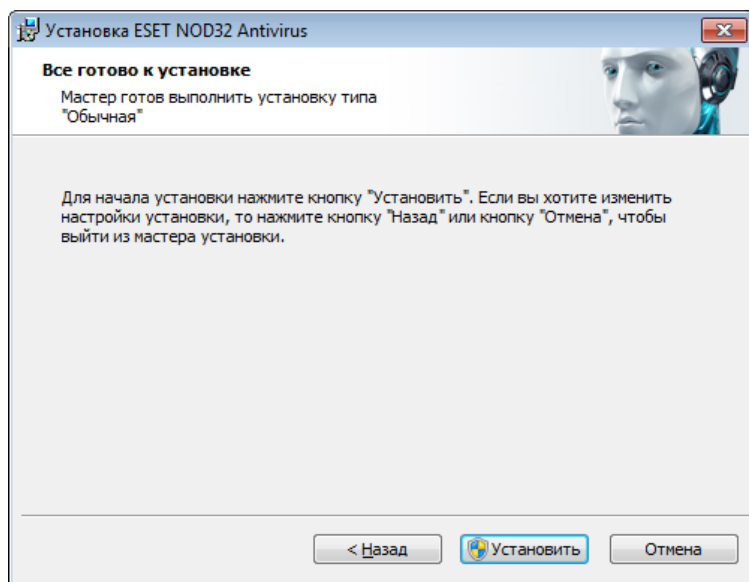 Установка ESET NOD32 Antivirus
Все готово к установке
Мастер готов выполнить установку типа
"Обычная"
Для начала установки нажмите кнопку "Установить". Если вы хотите изменить
настройки установки, то нажмите кнопку "Назад" или кнопку "Отмена", чтобы
выйти из мастера установки.
< Назад
Установить
Отмена